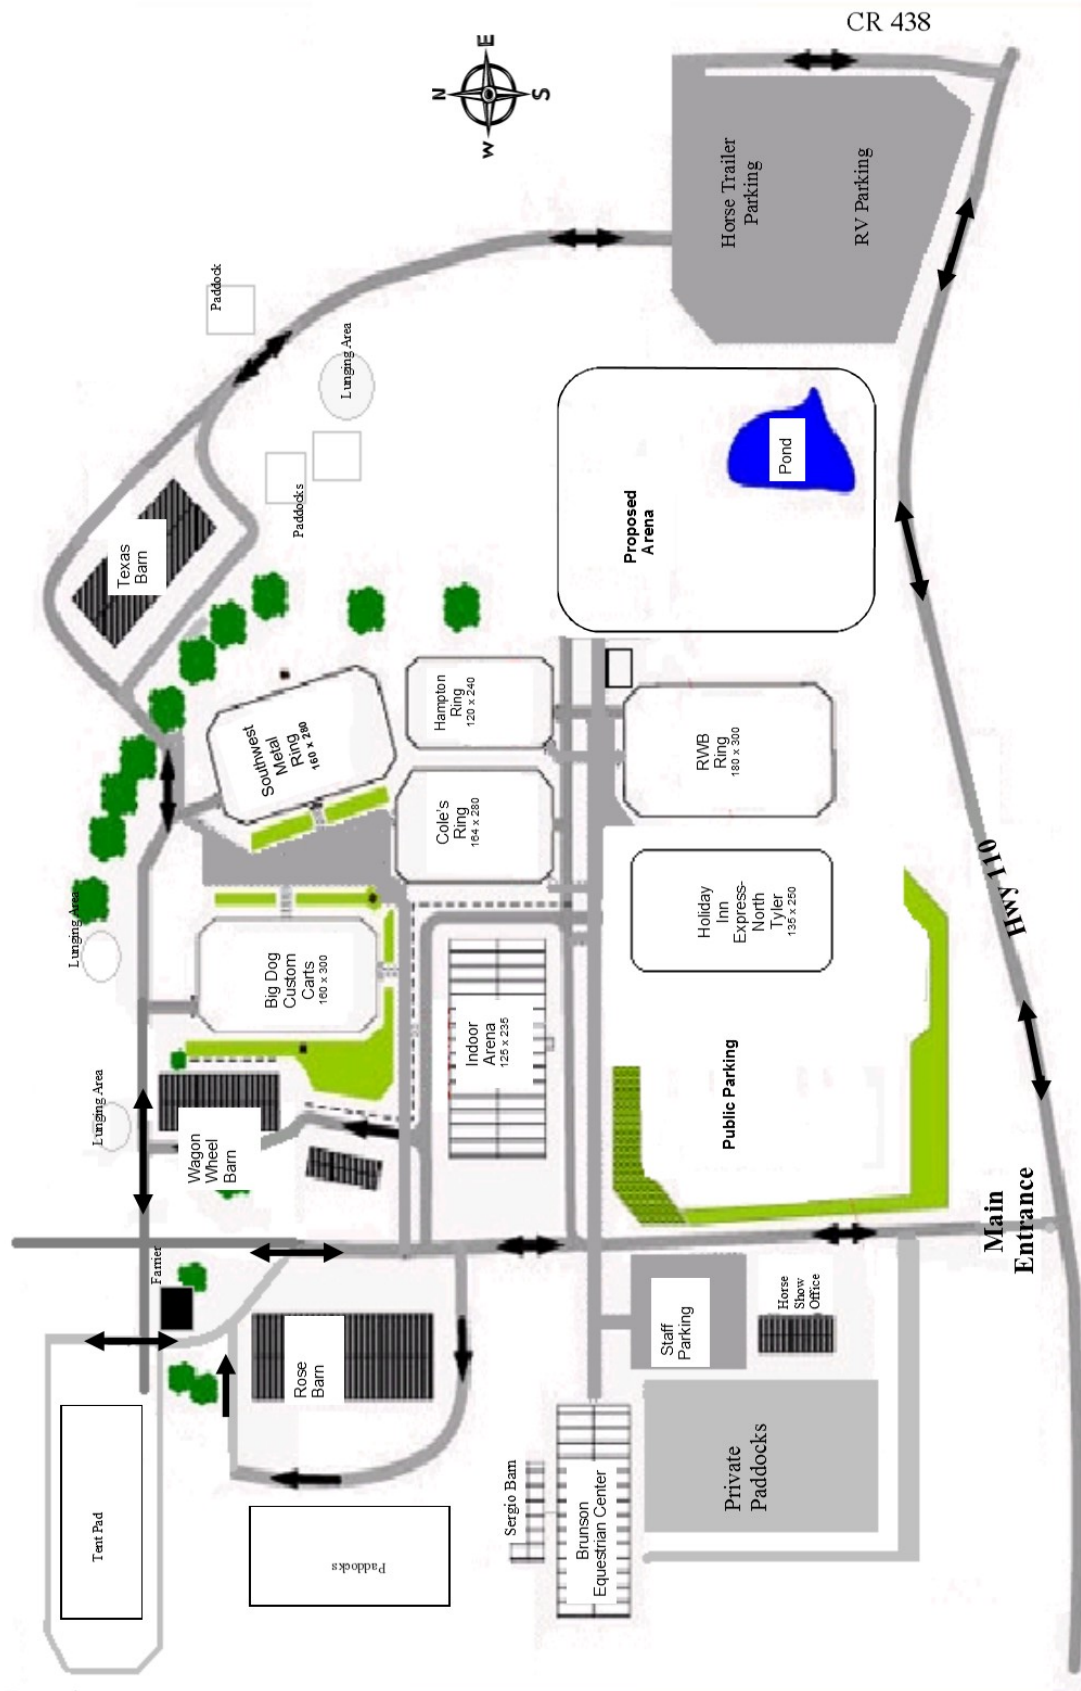 CR 438
E
N
S
W
Horse Trailer
Parking
RV Parking
Paddock
Lunging Area
Paddocks
Pond
Proposed
Arena
Texas
Barn
Southwest
Metal
Ring
160 x 280
Hampton
Ring
120 x 240
RWB
Ring
180 x 300
Cole's
Ring
164 x 280
Lunging Area
Big Dog
Custom
Carts
160 x 300
Holiday
Inn
Express-
North
Tyler
135 x 250
Hwy 110
Indoor
Arena
125 x 235
Lunging Area
Wagon
Wheel
Barn
Public Parking
Main
Entrance
Farrier
Rose
Barn
Staff
Parking
Horse
Show
Office
Tent Pad
Paddocks
Sergio Barn
Brunson
Equestrian Center
Private
Paddocks